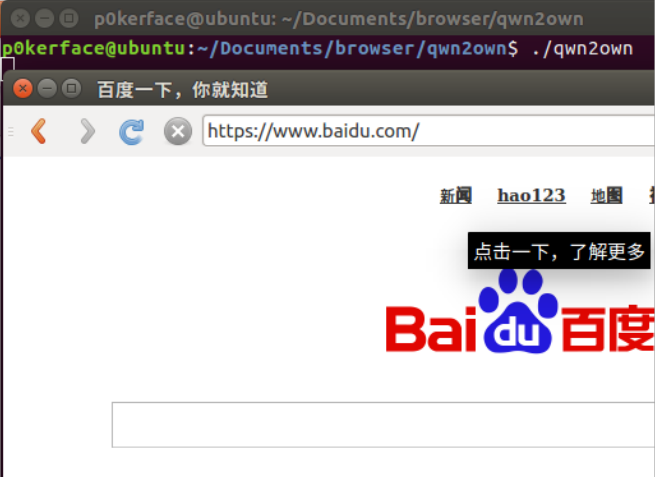 p0kerface@ubuntu: ~/Documents/browser/qwn2own
p0kerface@ubuntu:~/Documents/browser/qwn2own$ ./qwn2own
百度一下，你就知道
https://www.baidu.com/
新闻 hao123 地图
点击一下，了解更多
Bai du 百度